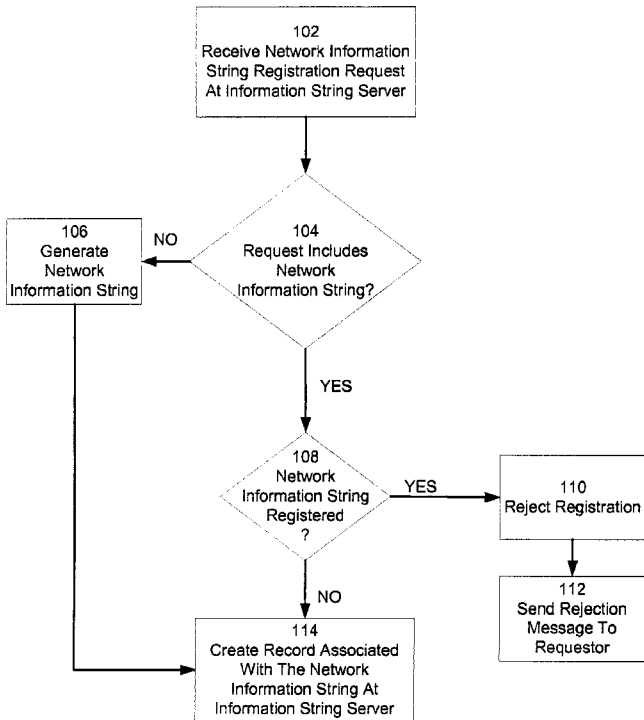 102
Receive Network Information
String Registration Request
At Information String Server
104
Request Includes
Network
Information String?
NO
106
Generate
Network
Information String
YES
108
Network
Information String
Registered
?
YES
110
Reject Registration
112
Send Rejection
Message To
Requestor
NO
114
Create Record Associated
With The Network
Information String At
Information String Server